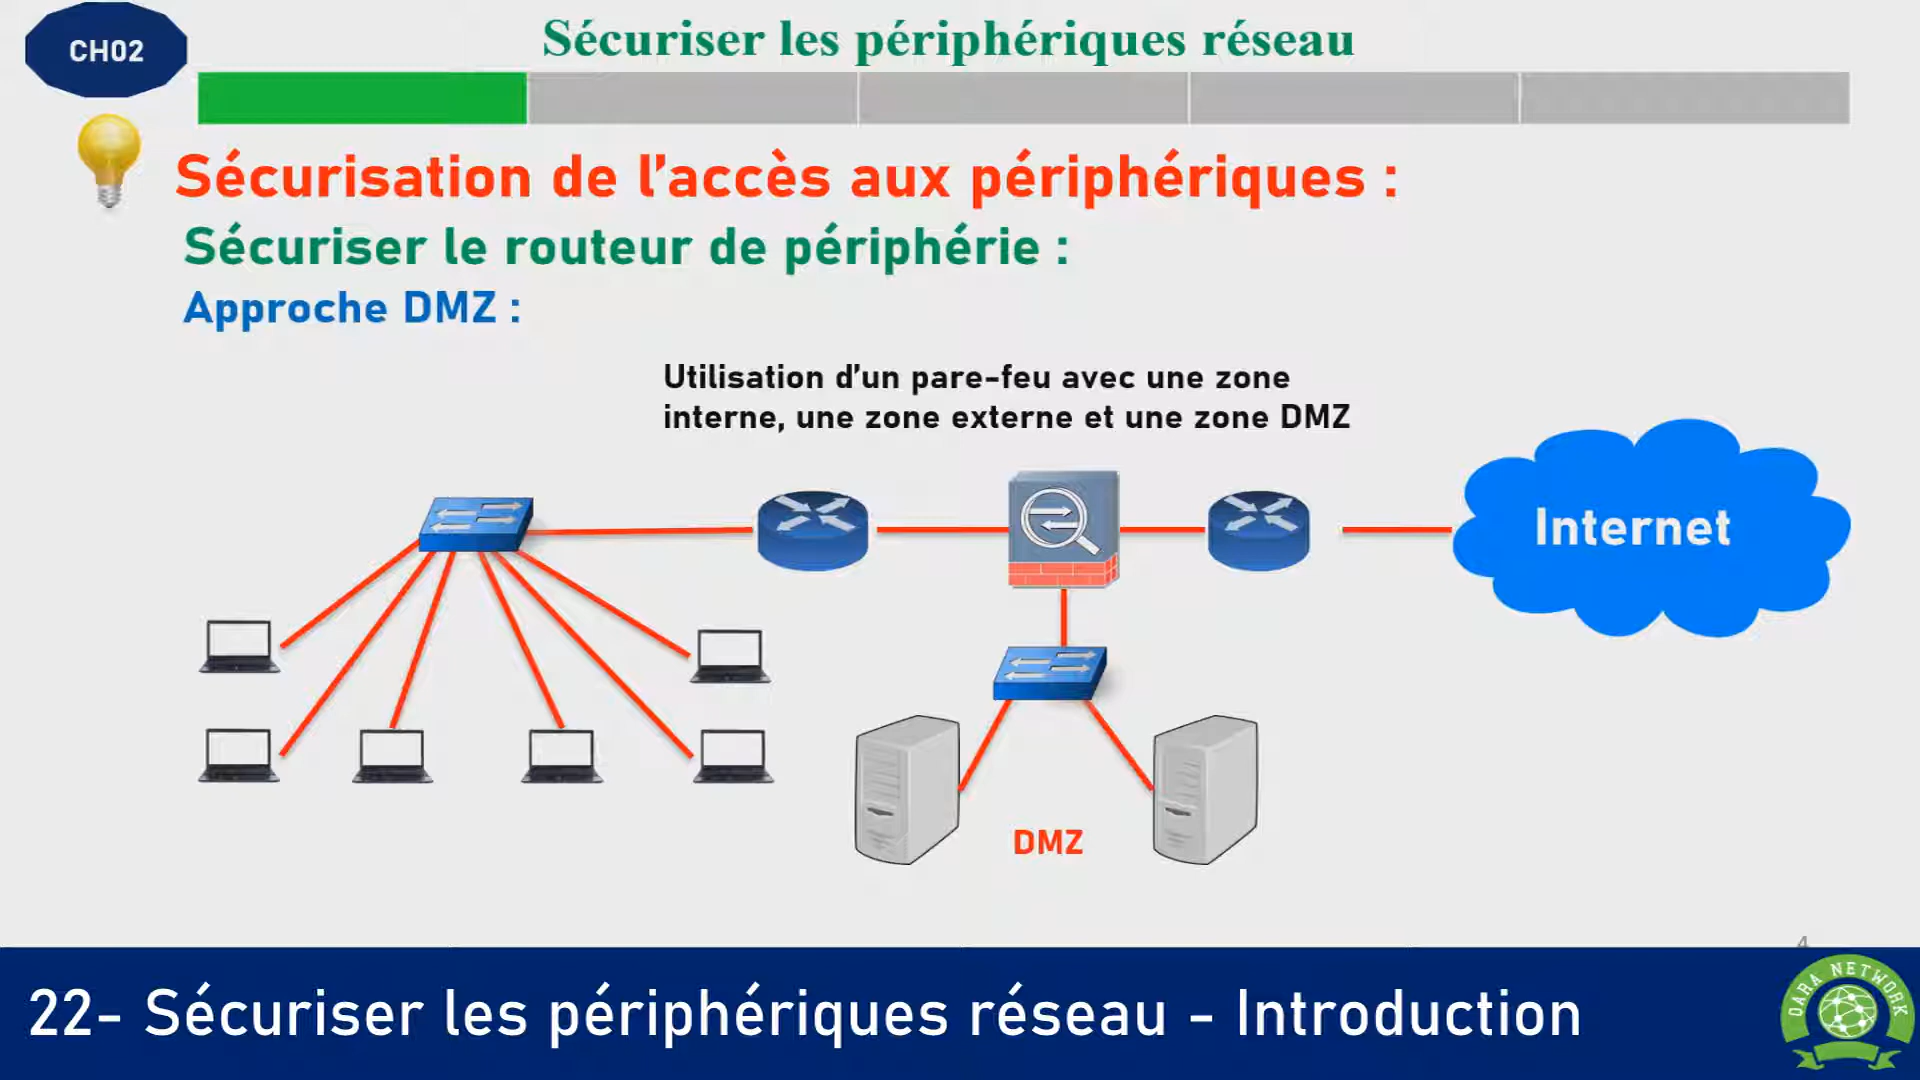 CH02
Sécuriser les périphériques réseau
Sécurisation de l’accès aux périphériques :
Sécuriser le routeur de périphérie :
Approche DMZ :
Utilisation d’un pare-feu avec une zone
interne, une zone externe et une zone DMZ
Internet
DMZ
4
22- Sécuriser les périphériques réseau - Introduction
DARA NETWORK